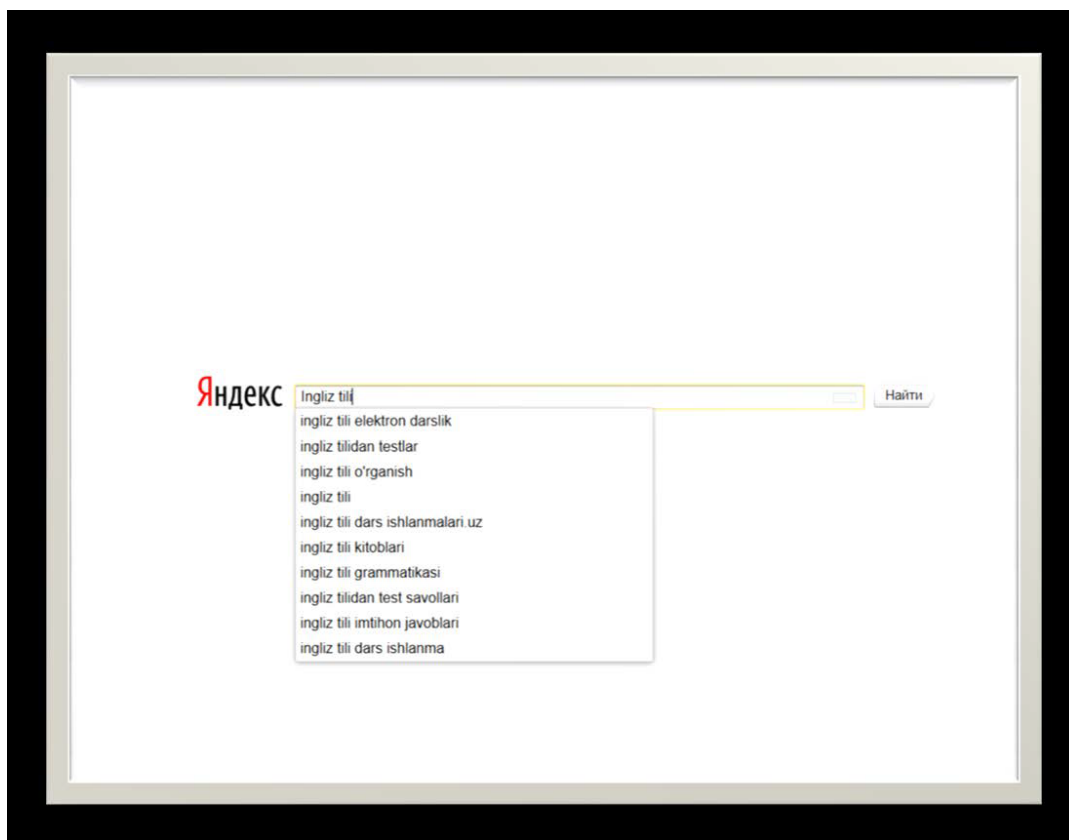 Яндекс Ingliz tili Найти
ingliz tili elektron darslik
ingliz tilidan testlar
ingliz tili o'rganish
ingliz tili
ingliz tili dars ishlanmalari.uz
ingliz tili kitoblari
ingliz tili grammatikasi
ingliz tilidan test savollari
ingliz tili imtihon javoblari
ingliz tili dars ishlanma